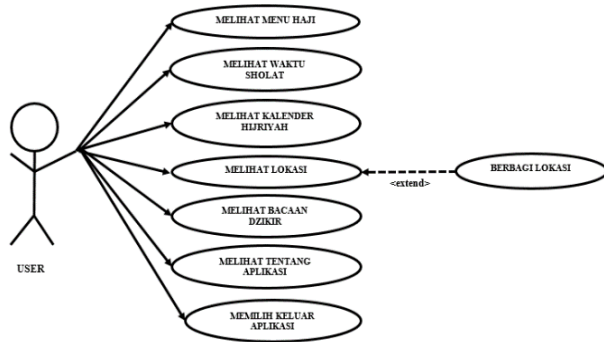 MELIHAT MENU HAJI
MELIHAT WAKTU
SHOLAT
MELIHAT KALENDER
HIJRIYAH
MELIHAT LOKASI
BERBAGI LOKASI
<extend>
MELIHAT BACAAN
DZIKIR
MELIHAT TENTANG
APLIKASI
USER
MEMILIH KELUAR
APLIKASI